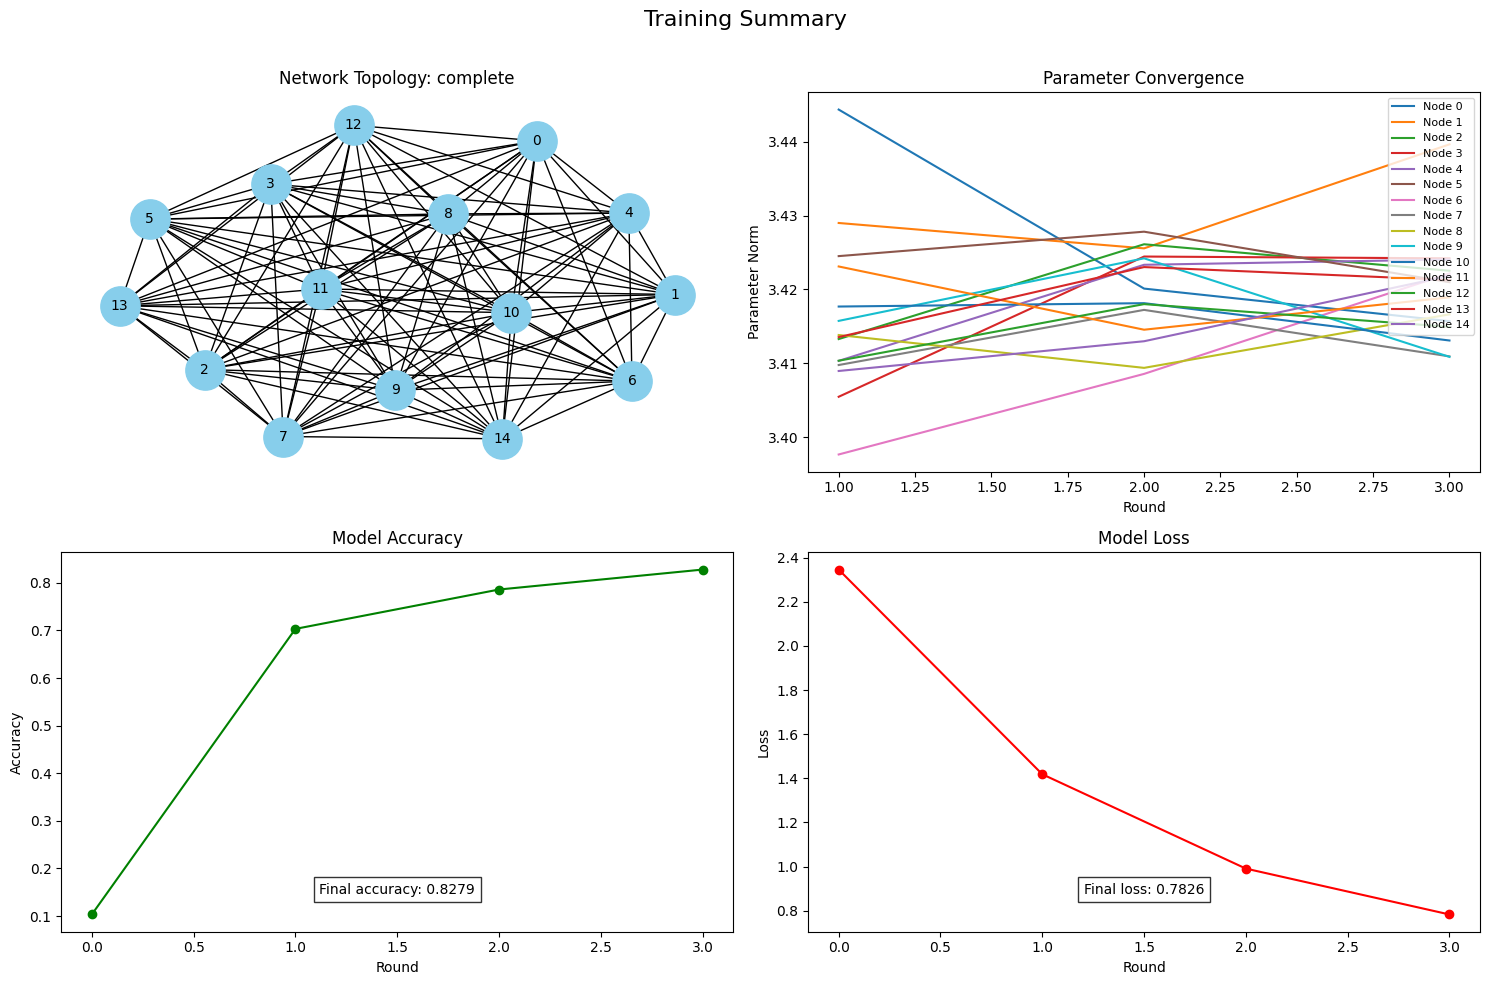 Training Summary
Network Topology: complete
12
0
3
8
4
5
11
1
13
10
2
9
6
7
14
Parameter Convergence
Parameter Norm
3.44
3.43
3.42
3.41
3.40
1.00 1.25 1.50 1.75 2.00 2.25 2.50 2.75 3.00
Round
Node 0
Node 1
Node 2
Node 3
Node 4
Node 5
Node 6
Node 7
Node 8
Node 9
Node 10
Node 11
Node 12
Node 13
Node 14
Model Accuracy
Accuracy
0.8
0.7
0.6
0.5
0.4
0.3
0.2
0.1
Final accuracy: 0.8279
0.0 0.5 1.0 1.5 2.0 2.5 3.0
Round
Model Loss
Loss
2.4
2.2
2.0
1.8
1.6
1.4
1.2
1.0
0.8
Final loss: 0.7826
0.0 0.5 1.0 1.5 2.0 2.5 3.0
Round